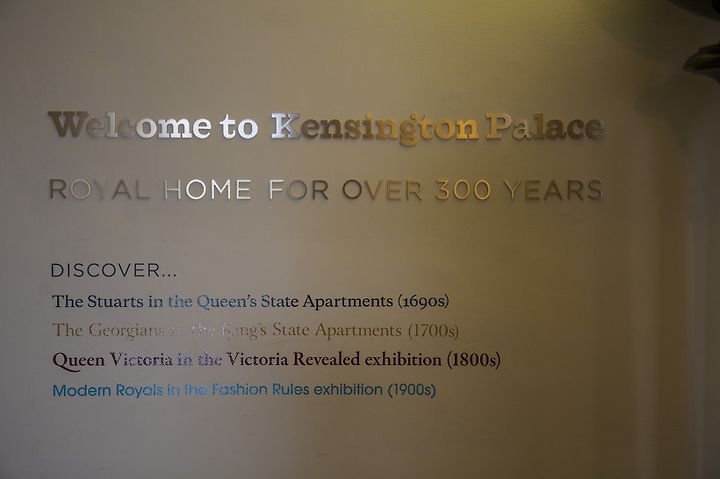 Welcome to Kensington Palace
ROYAL HOME FOR OVER 300 YEARS
DISCOVER...
The Stuarts in the Queen's State Apartments (1690s)
The Georgians in the King's State Apartments (1700s)
Queen Victoria in the Victoria Revealed exhibition (1800s)
Modern Royals in the Fashion Rules exhibition (1900s)